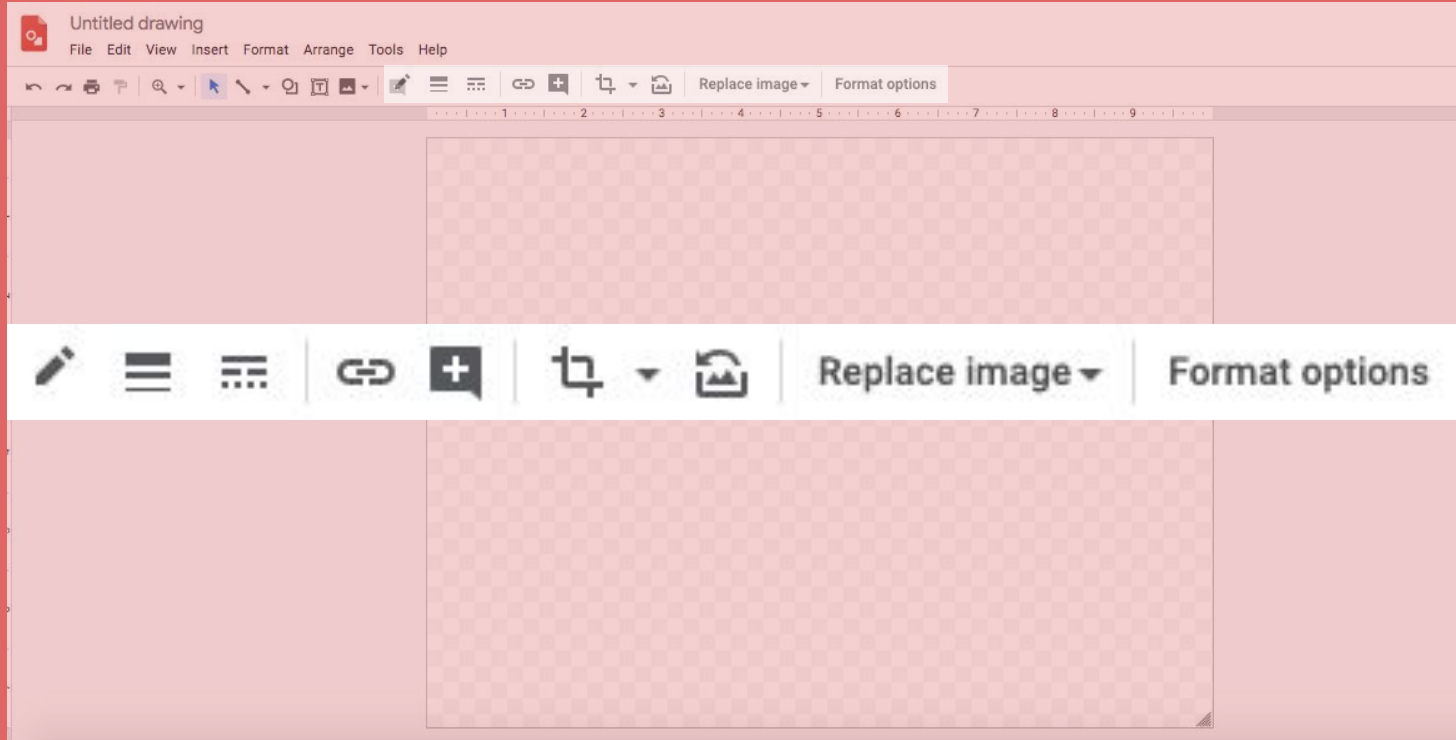 Untitled drawing
File Edit View Insert Format Arrange Tools Help
Replace image Format options
1 2 3 4 5 6 7 8 9
Replace image Format options